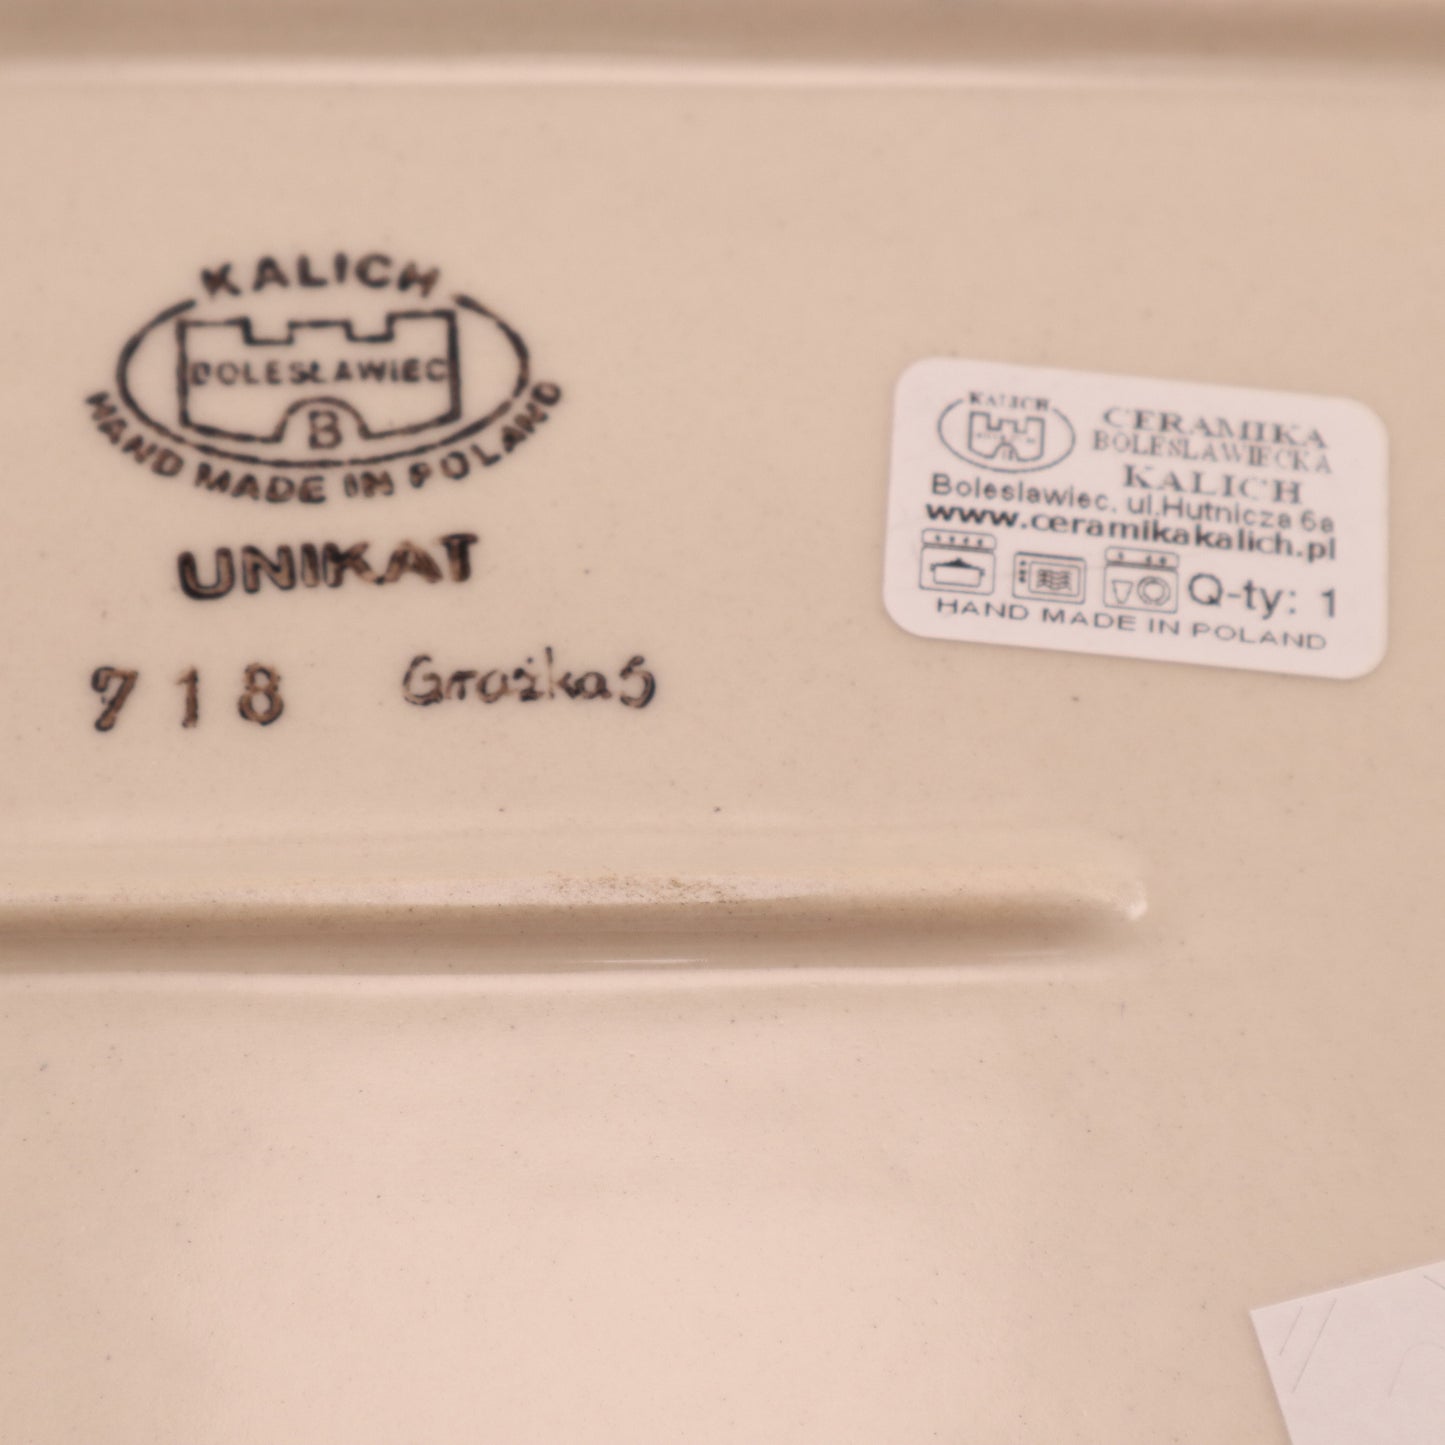 KALICH
BOLESŁAWIEC
B
HAND MADE IN POLAND
UNIKAT
718 GrażkaS
KALICH
CERAMIKA
BOLESLAWIECKA
KALICH
Boleslawiec, ul.Hutnicza 6a
www.ceramikakalich.pl
Q-ty: 1
HAND MADE IN POLAND